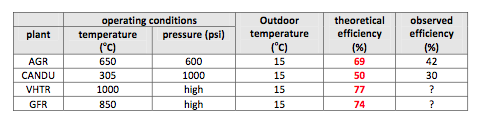 operating conditions Outdoor theoretical observed
plant temperature pressure (psi) temperature efficiency efficiency
(°C) (°C) (%) (%)
AGR 650 600 15 69 42
CANDU 305 1000 15 50 30
VHTR 1000 high 15 77 ?
GFR 850 high 15 74 ?